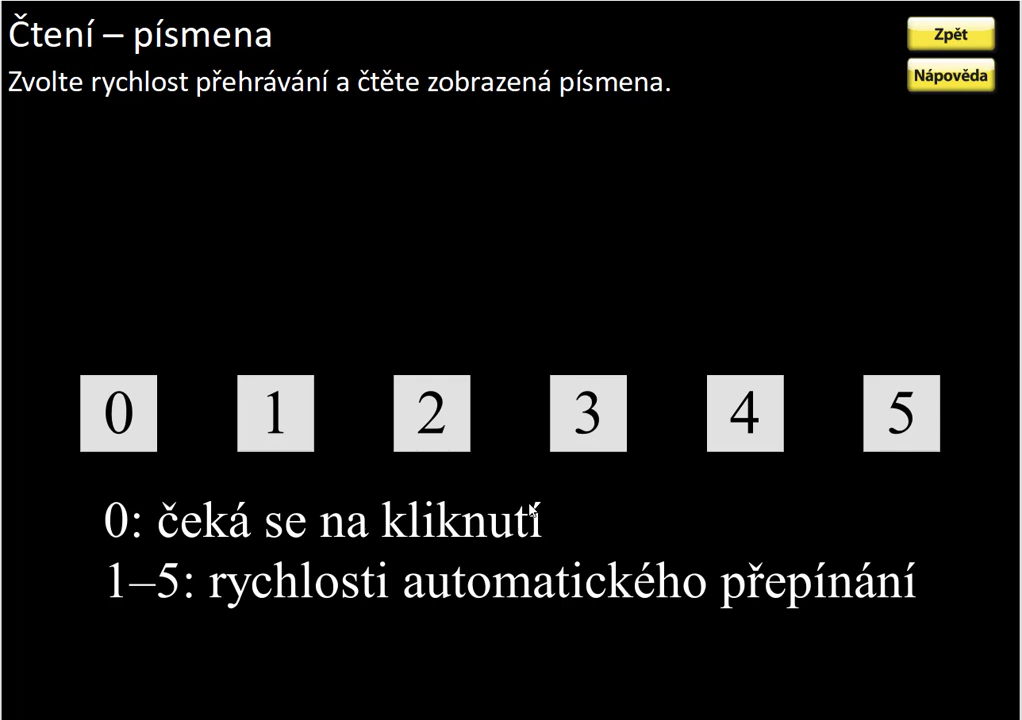 Čtení – písmena
Zpět
Zvolte rychlost přehrávání a čtěte zobrazená písmena.
Nápověda
0 1 2 3 4 5
0: čeká se na kliknutí
1–5: rychlosti automatického přepínání